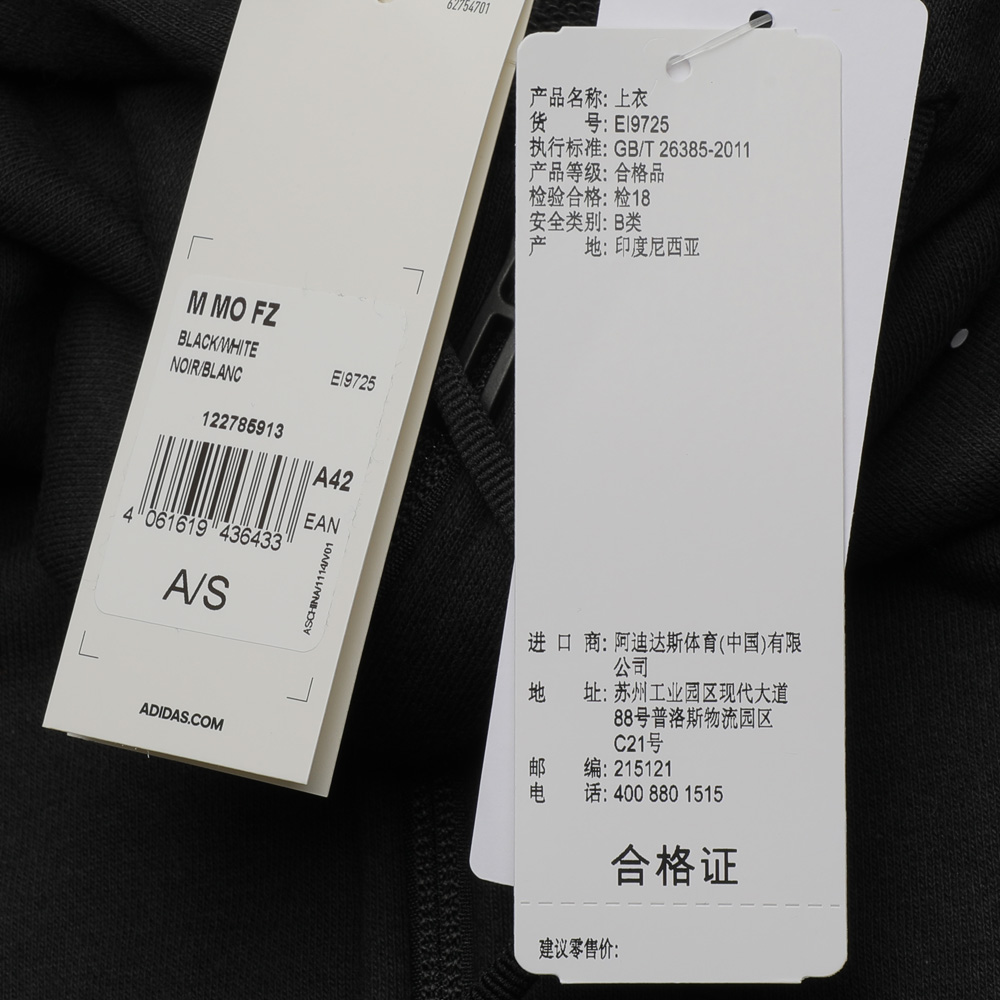 62754701
M MO FZ
BLACK/WHITE
NOIR/BLANC
EI9725
122785913
A42
4 061619 436433
EAN
A/S
ASCHINA/1114/V01
ADIDAS.COM
产品名称: 上衣
货 号: EI9725
执行标准: GB/T 26385-2011
产品等级: 合格品
检验合格: 检18
安全类别: B类
产 地: 印度尼西亚
进 口 商: 阿迪达斯体育(中国)有限
公司
地 址: 苏州工业园区现代大道
88号普洛斯物流园区
C21号
邮 编: 215121
电 话: 400 880 1515
合格证
建议零售价: